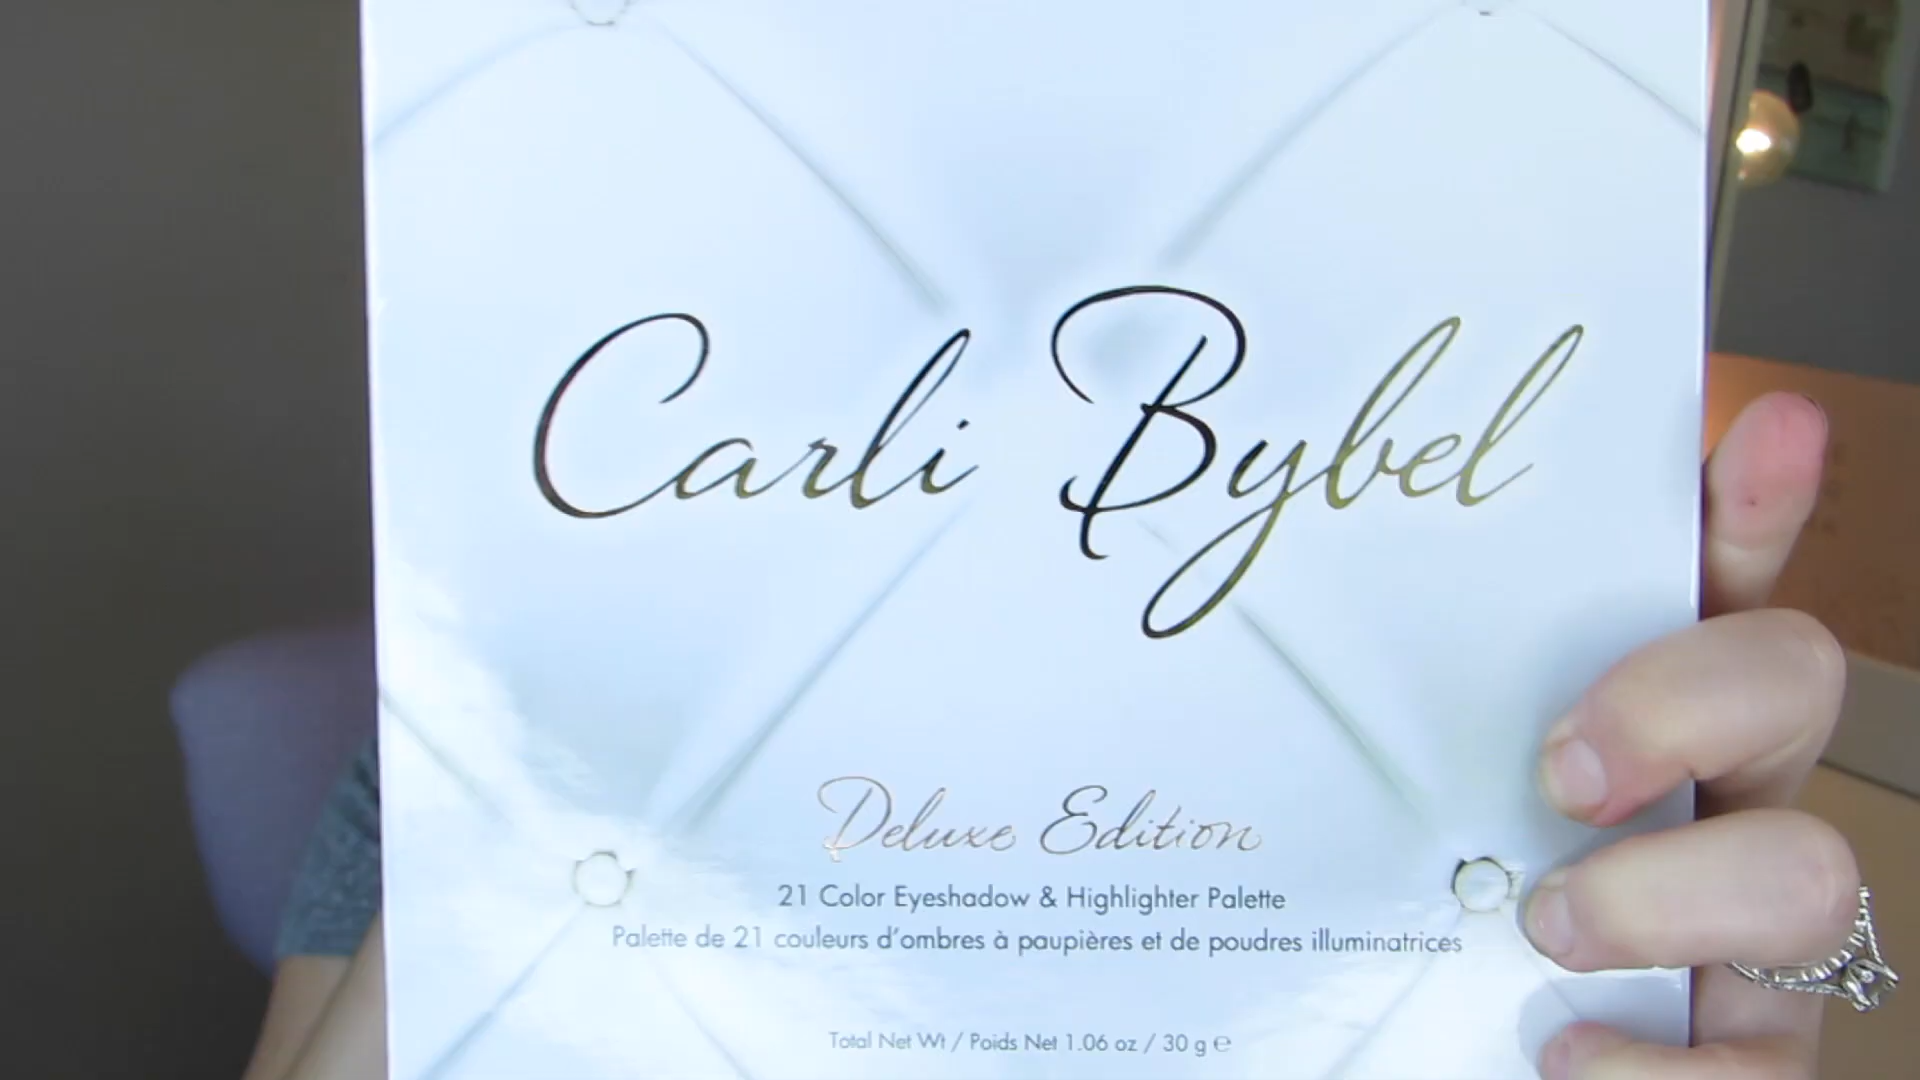 Carli Bybel
Deluxe Edition
21 Color Eyeshadow & Highlighter Palette
Palette de 21 couleurs d'ombres à paupières et de poudres illuminatrices
Total Net Wt / Poids Net 1.06 oz / 30 g ℮